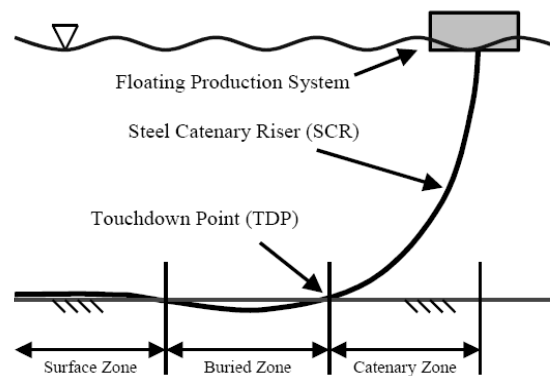 Floating Production System
Steel Catenary Riser (SCR)
Touchdown Point (TDP)
Surface Zone
Buried Zone
Catenary Zone